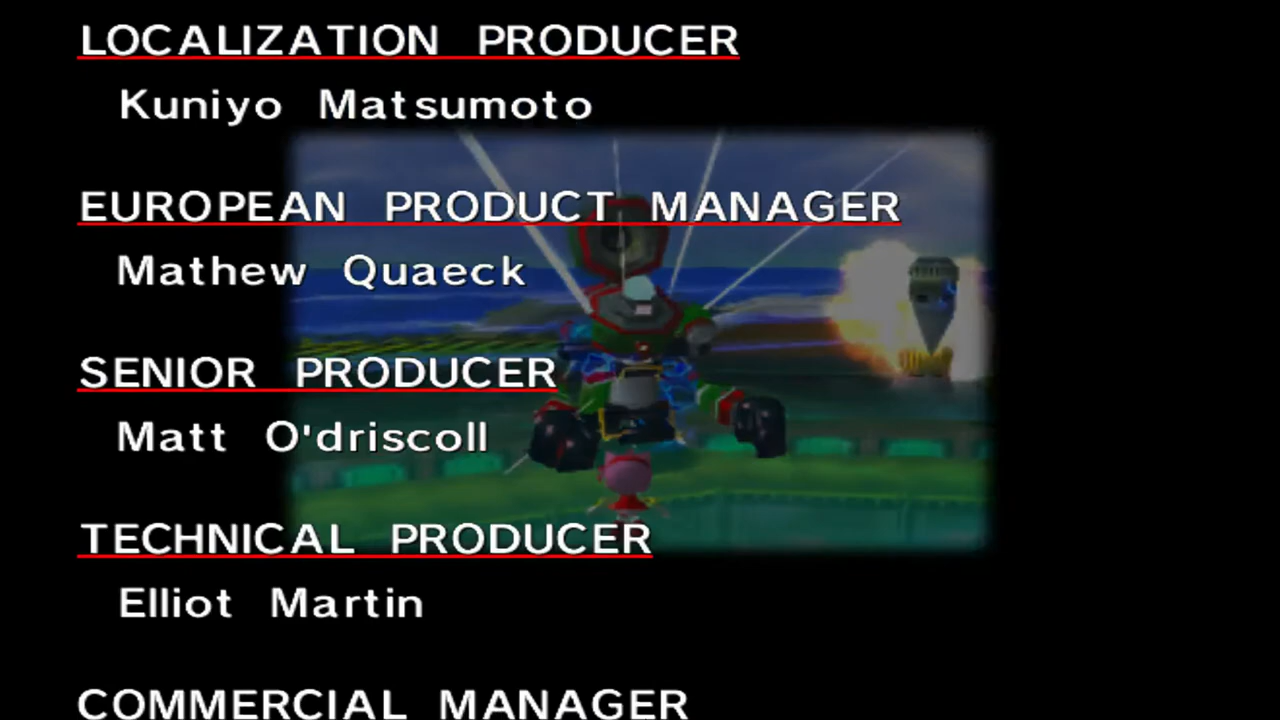 LOCALIZATION PRODUCER
Kuniyo Matsumoto
EUROPEAN PRODUCT MANAGER
Mathew Quaeck
SENIOR PRODUCER
Matt O'driscoll
TECHNICAL PRODUCER
Elliot Martin
COMMERCIAL MANAGER